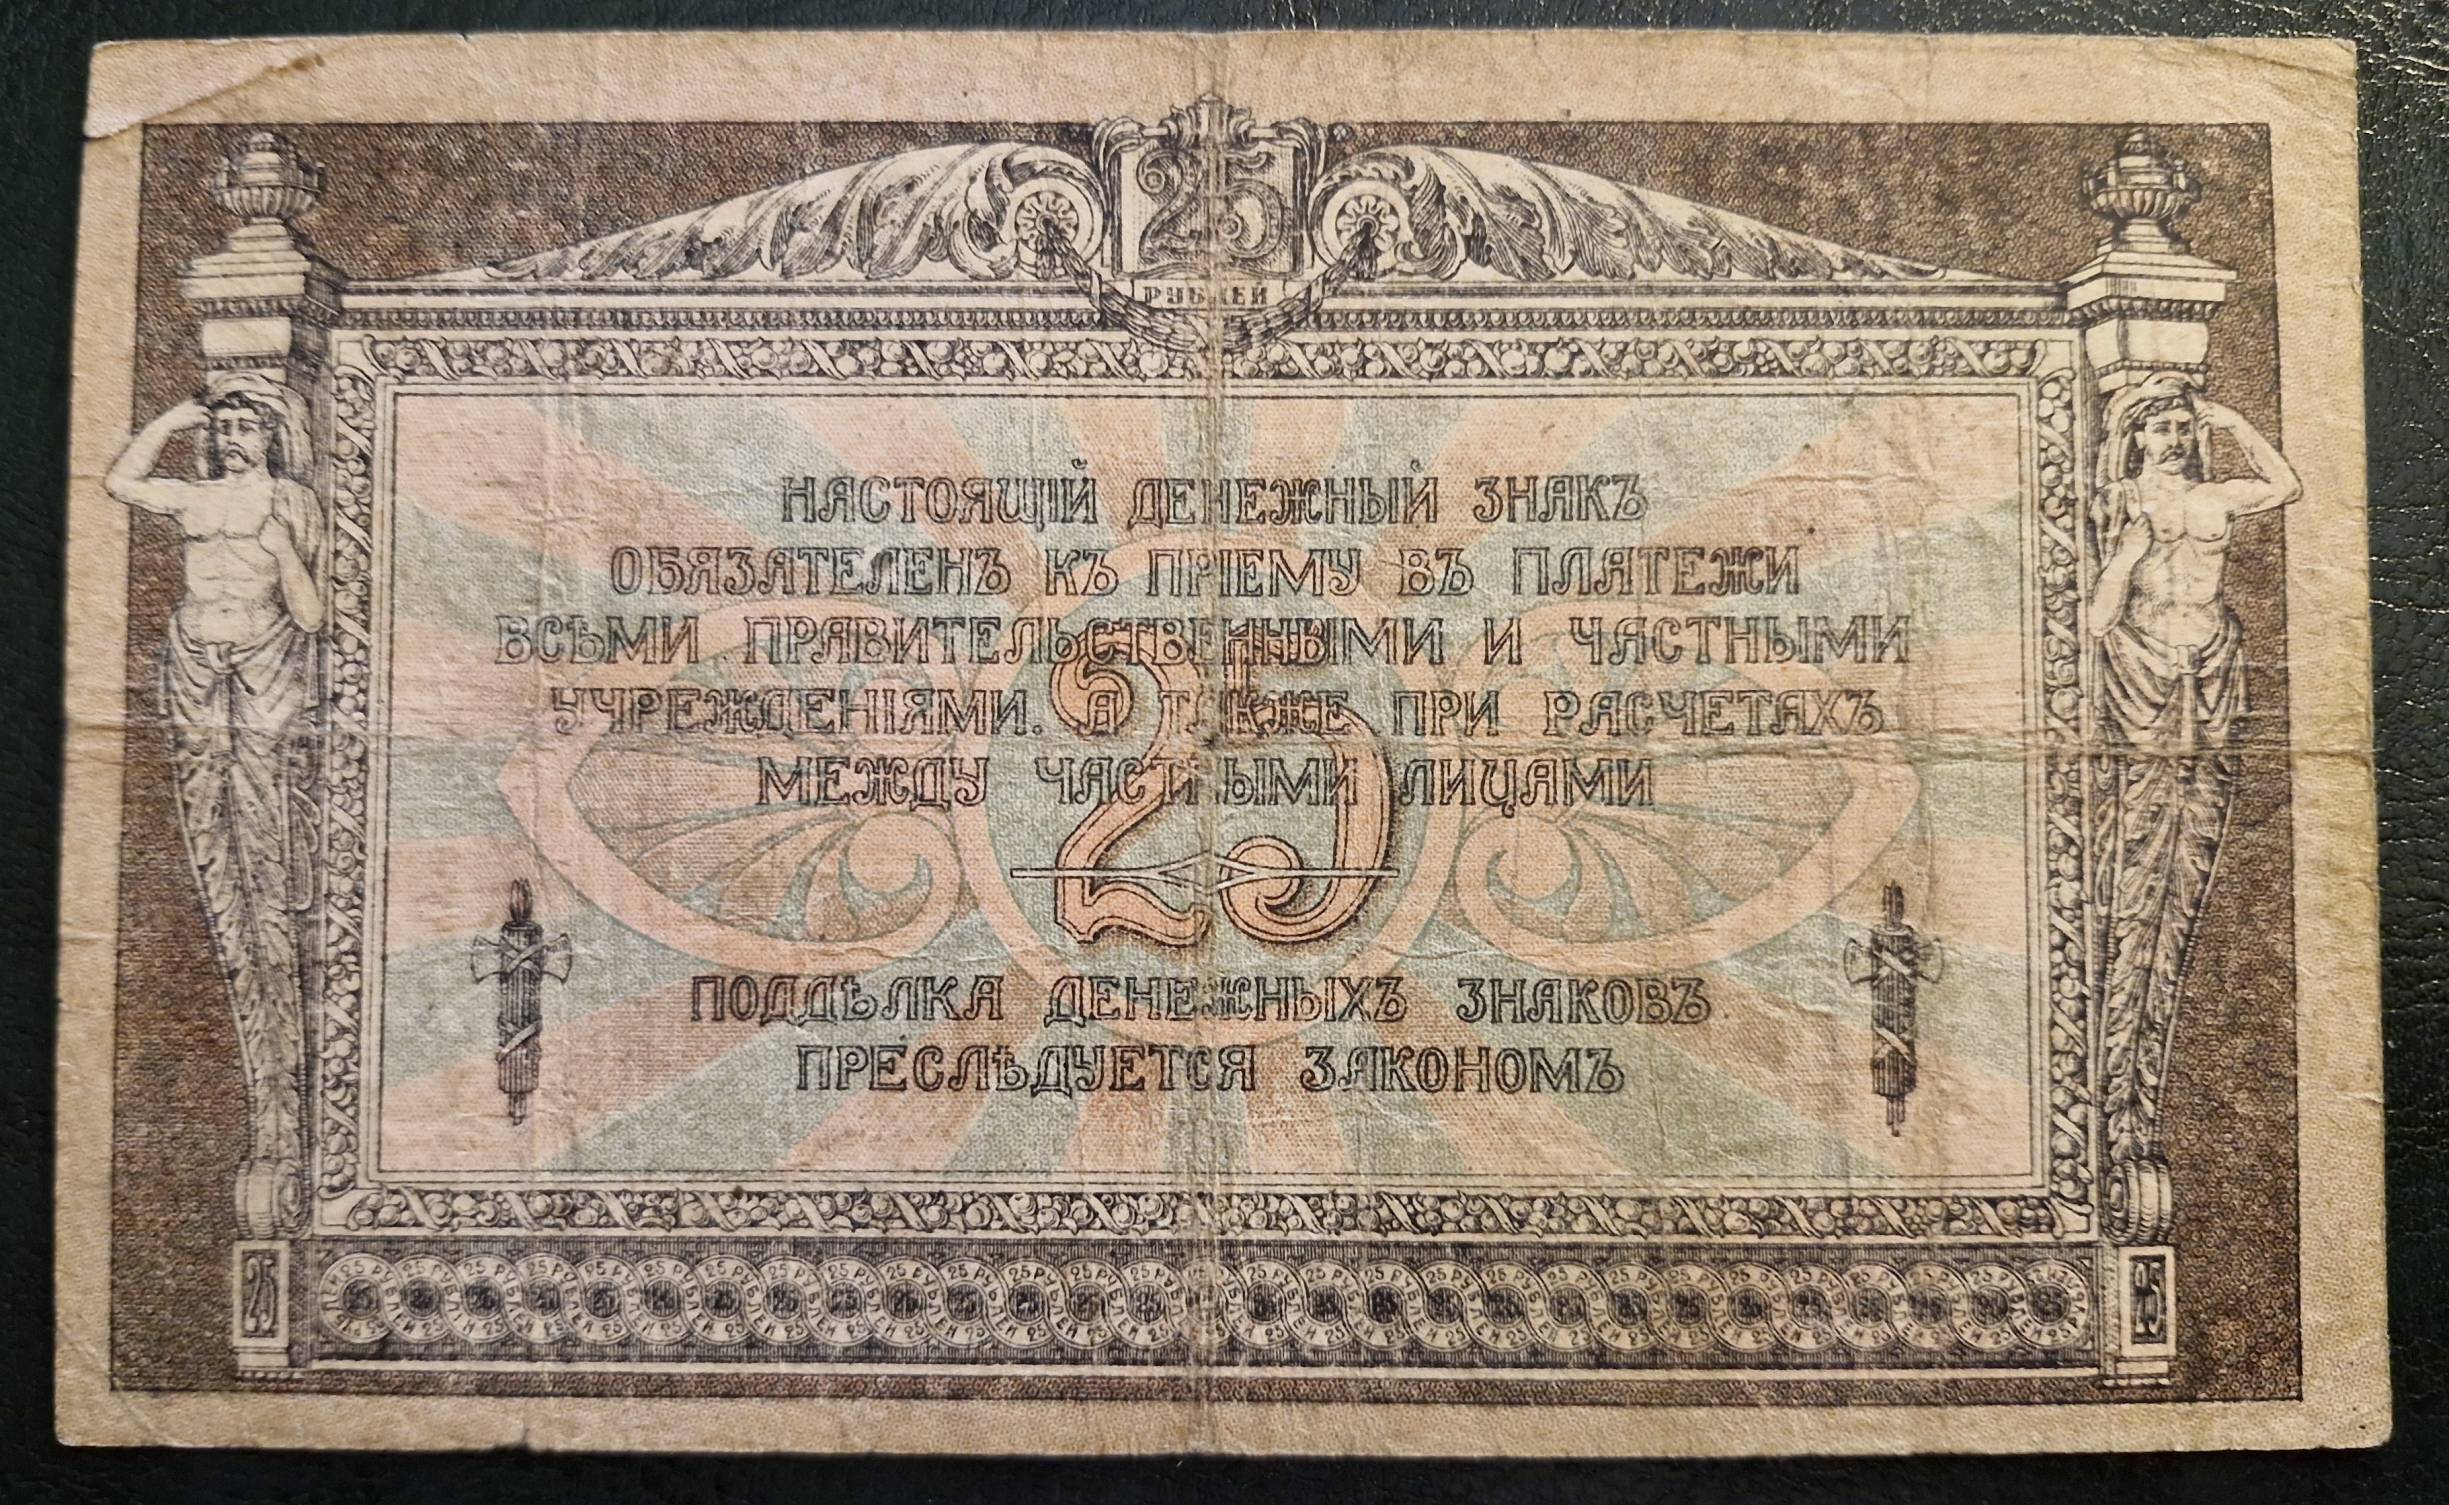 25
РУБЛЕЙ
НАСТОЯЩІЙ ДЕНЕЖНЫЙ ЗНАКЪ
ОБЯЗАТЕЛЕНЪ КЪ ПРІЕМУ ВЪ ПЛАТЕЖИ
ВСѢМИ ПРАВИТЕЛЬСТВЕННЫМИ И ЧАСТНЫМИ
УЧРЕЖДЕНІЯМИ. А ТАКЖЕ ПРИ РАСЧЕТАХЪ
МЕЖДУ ЧАСТНЫМИ ЛИЦАМИ
25
ПОДДѢЛКА ДЕНЕЖНЫХЪ ЗНАКОВЪ
ПРЕСЛѢДУЕТСЯ ЗАКОНОМЪ
25 25